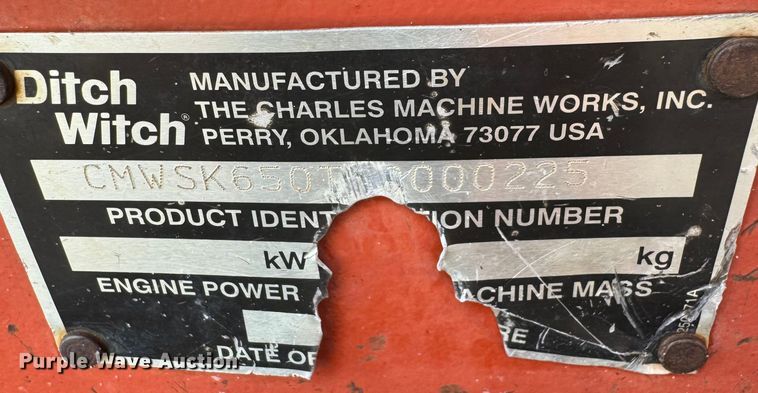 Ditch
Witch®
MANUFACTURED BY
THE CHARLES MACHINE WORKS, INC.
PERRY, OKLAHOMA 73077 USA
CMWSK650T 000225
PRODUCT IDENT TION NUMBER
kW
kg
ENGINE POWER
ACHINE MASS
DATE OF
RE
Purple Wave Auction